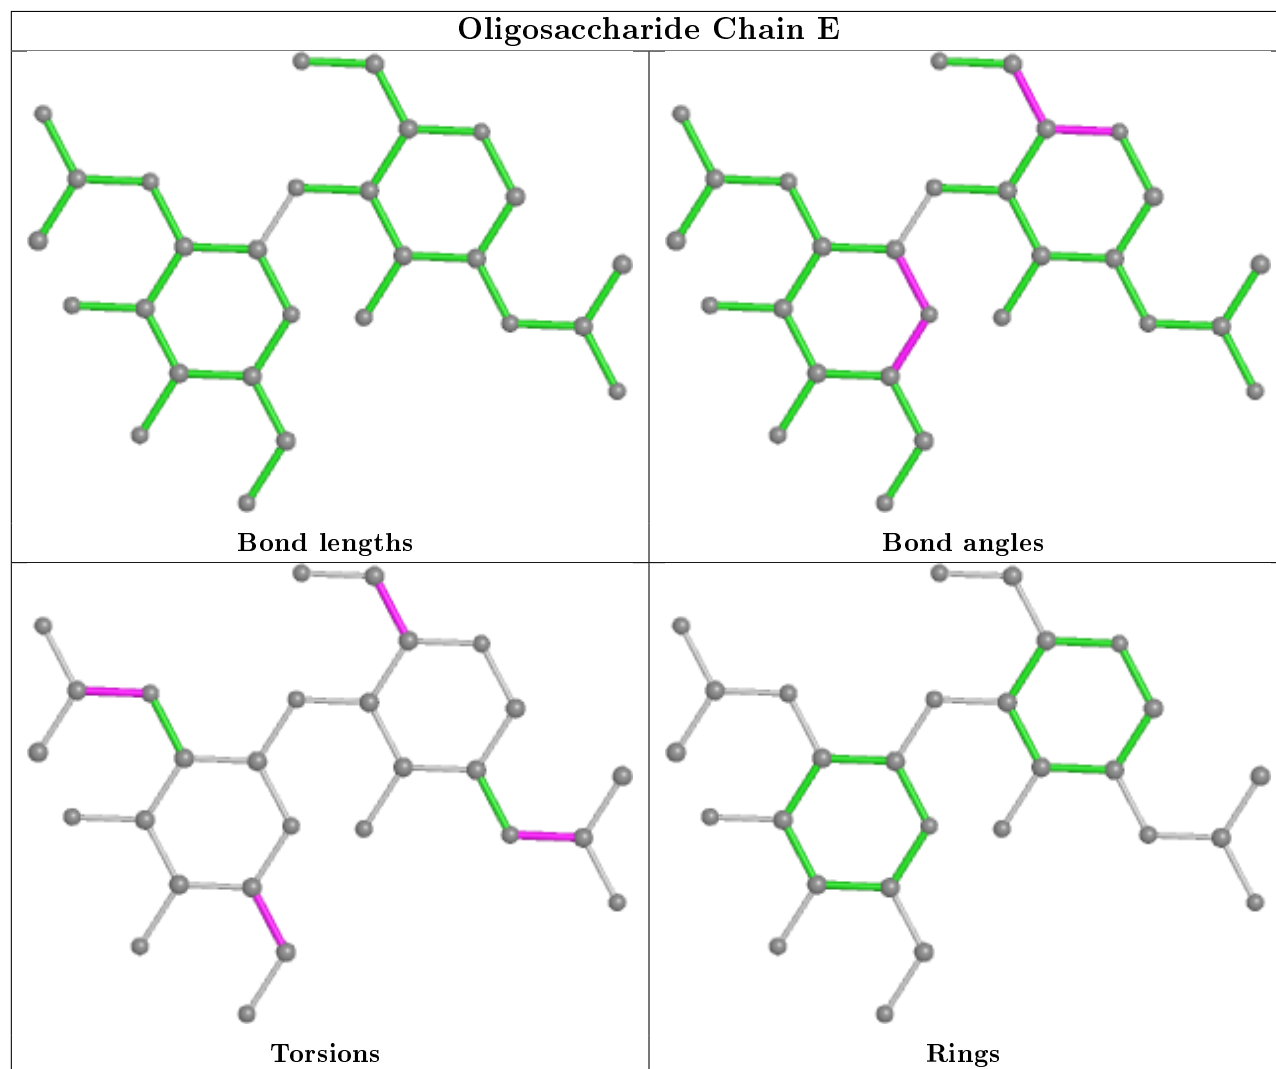 Oligosaccharide Chain E
Bond lengths
Bond angles
Torsions
Rings